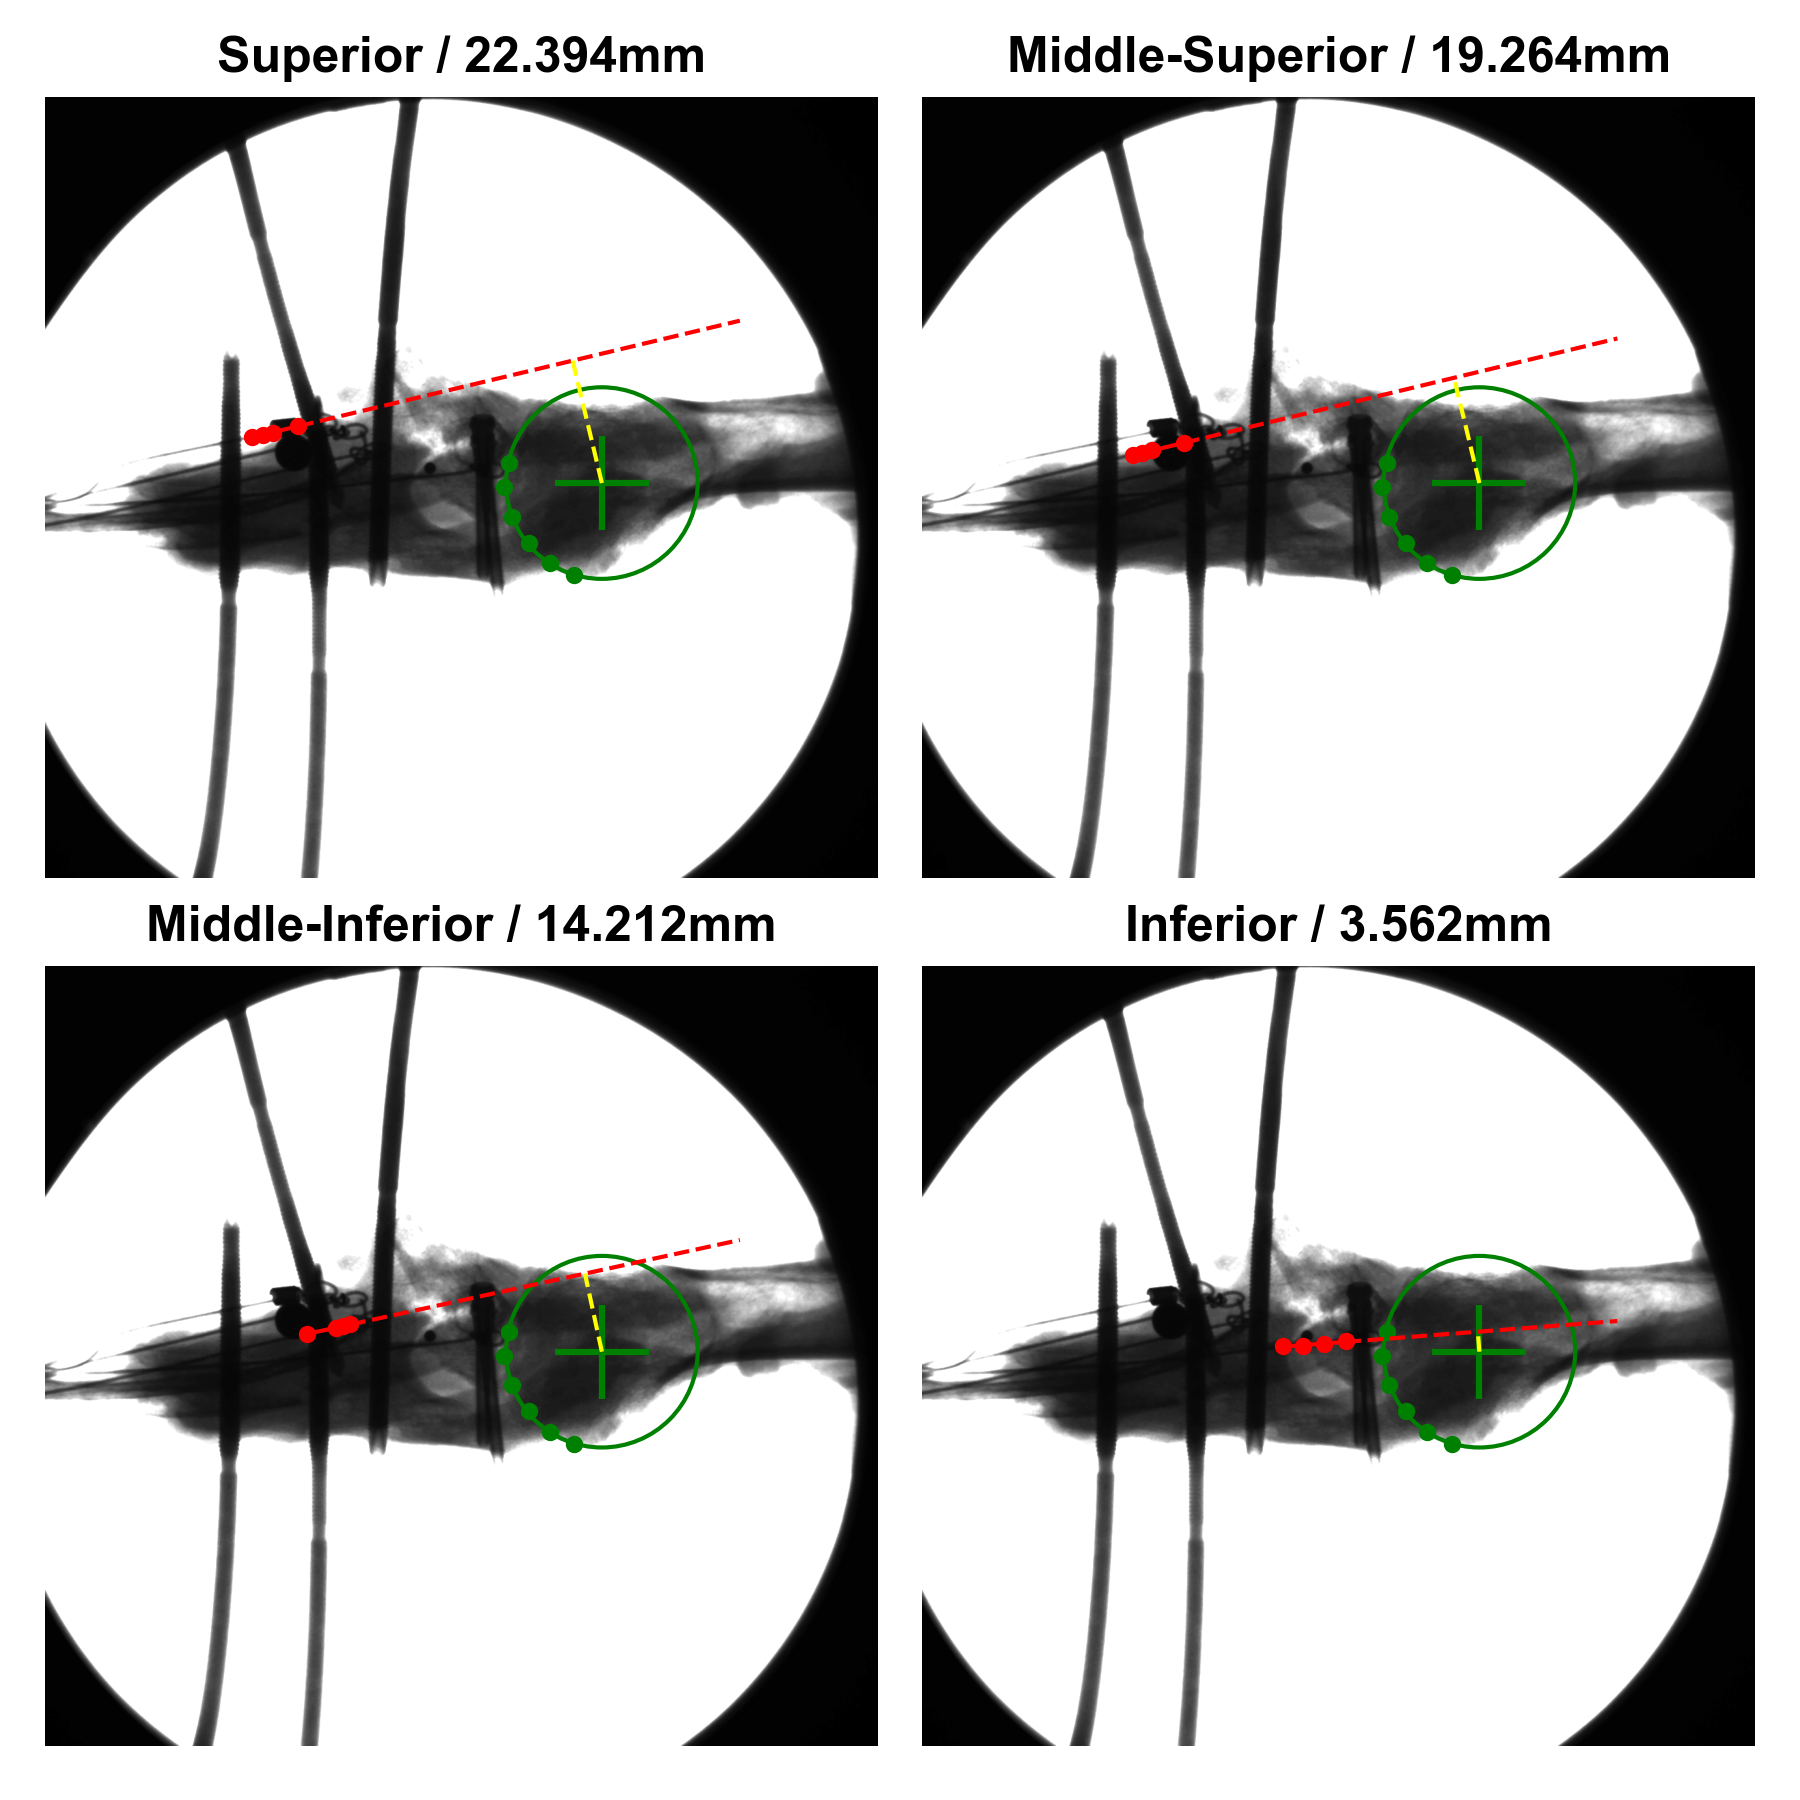 Superior / 22.394mm
Middle-Superior / 19.264mm
Middle-Inferior / 14.212mm
Inferior / 3.562mm